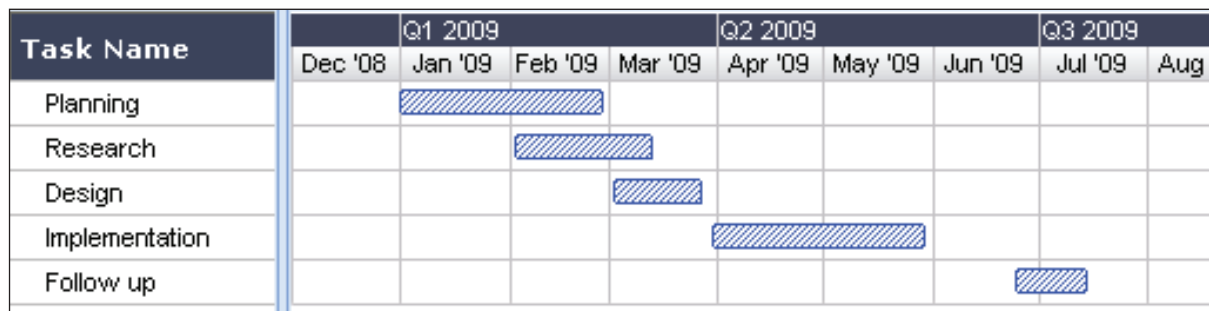 Task Name
Q1 2009 Q2 2009 Q3 2009
Dec '08 Jan '09 Feb '09 Mar '09 Apr '09 May '09 Jun '09 Jul '09 Aug
Planning
Research
Design
Implementation
Follow up